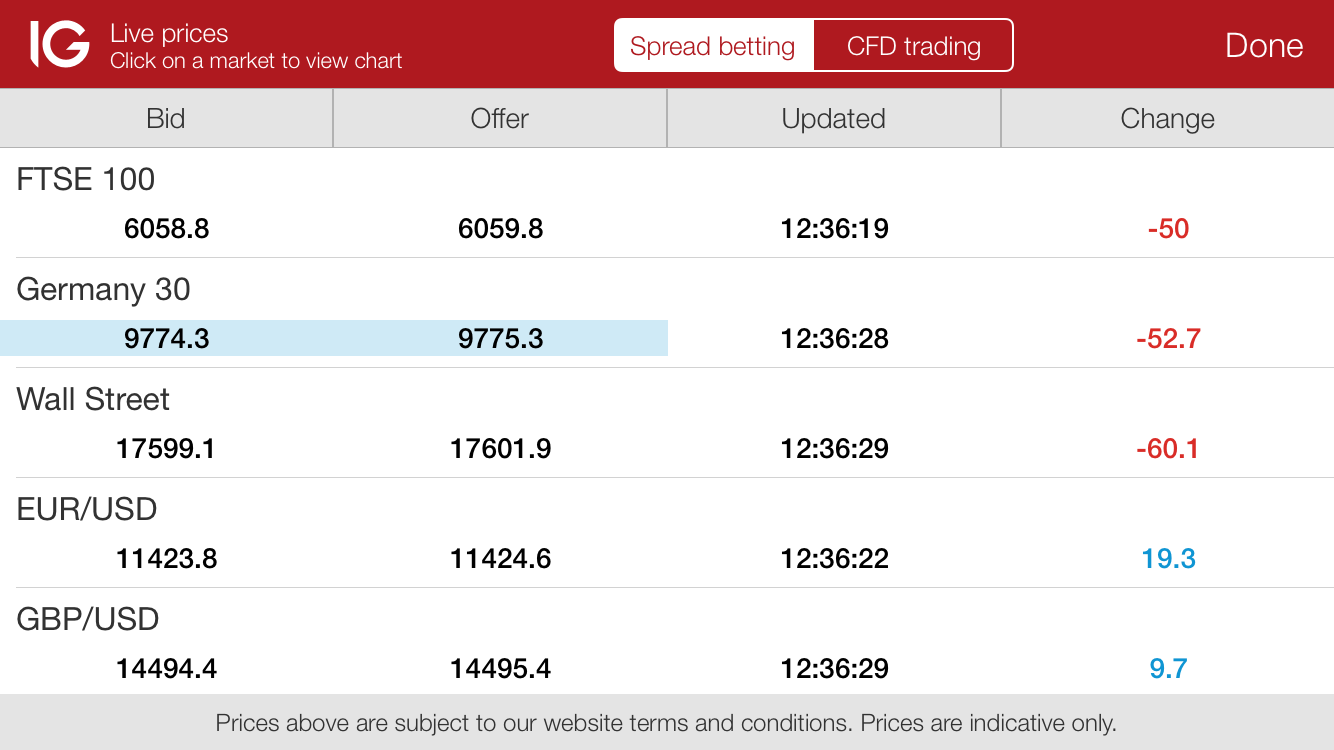 IG
Live prices
Click on a market to view chart
Spread betting
CFD trading
Done
Bid Offer Updated Change
FTSE 100
6058.8 6059.8 12:36:19 -50
Germany 30
9774.3 9775.3 12:36:28 -52.7
Wall Street
17599.1 17601.9 12:36:29 -60.1
EUR/USD
11423.8 11424.6 12:36:22 19.3
GBP/USD
14494.4 14495.4 12:36:29 9.7
Prices above are subject to our website terms and conditions. Prices are indicative only.